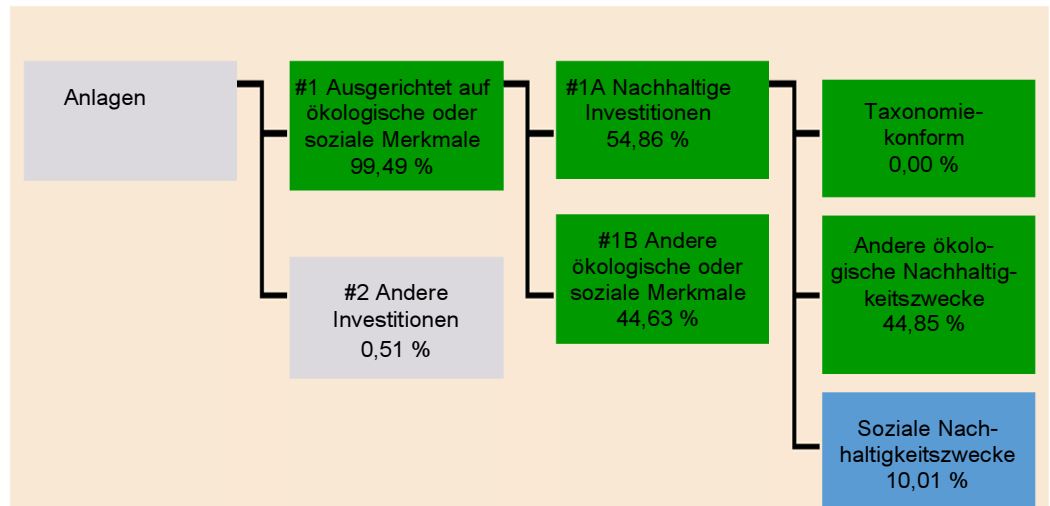 Anlagen
#1 Ausgerichtet auf
ökologische oder
soziale Merkmale
99,49 %
#2 Andere
Investitionen
0,51 %
#1A Nachhaltige
Investitionen
54,86 %
#1B Andere
ökologische oder
soziale Merkmale
44,63 %
Taxonomie-
konform
0,00 %
Andere ökolo-
gische Nachhaltig-
keitszwecke
44,85 %
Soziale Nach-
haltigkeitszwecke
10,01 %